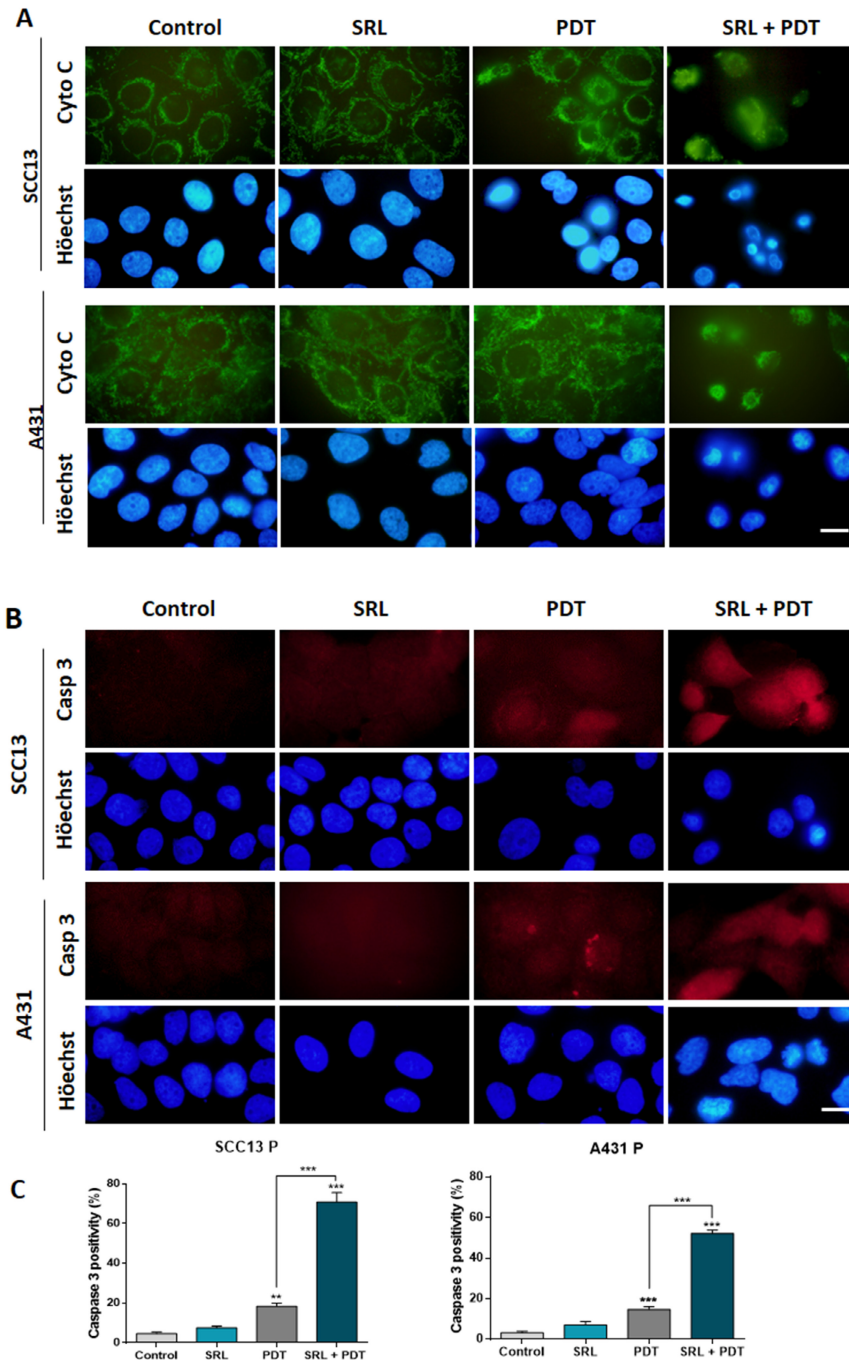 A
Control SRL PDT SRL + PDT
SCC13
Cyto C
Höechst
A431
Cyto C
Höechst
B
Control SRL PDT SRL + PDT
SCC13
Casp 3
Höechst
A431
Casp 3
Höechst
C
SCC13 P
Caspase 3 positivity (%)
80
60
40
20
0
***
** ***
Control SRL PDT SRL + PDT
A431 P
Caspase 3 positivity (%)
80
60
40
20
0
***
*** ***
Control SRL PDT SRL + PDT